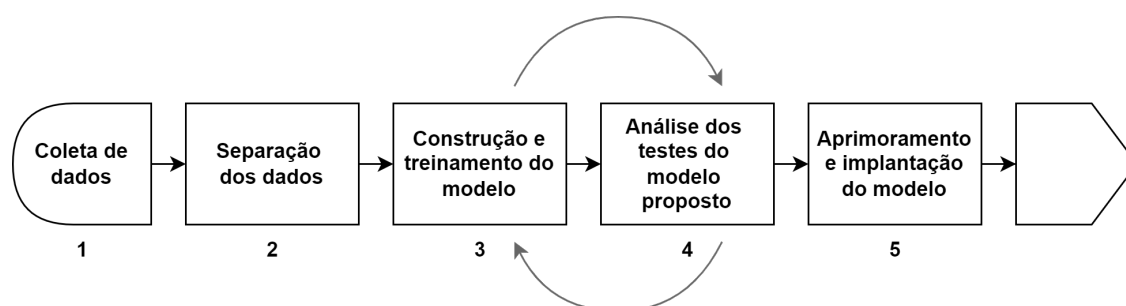 Coleta de
dados
Separação
dos dados
Construção e
treinamento do
modelo
Análise dos
testes do
modelo
proposto
Aprimoramento
e implantação
do modelo
1
2
3
4
5